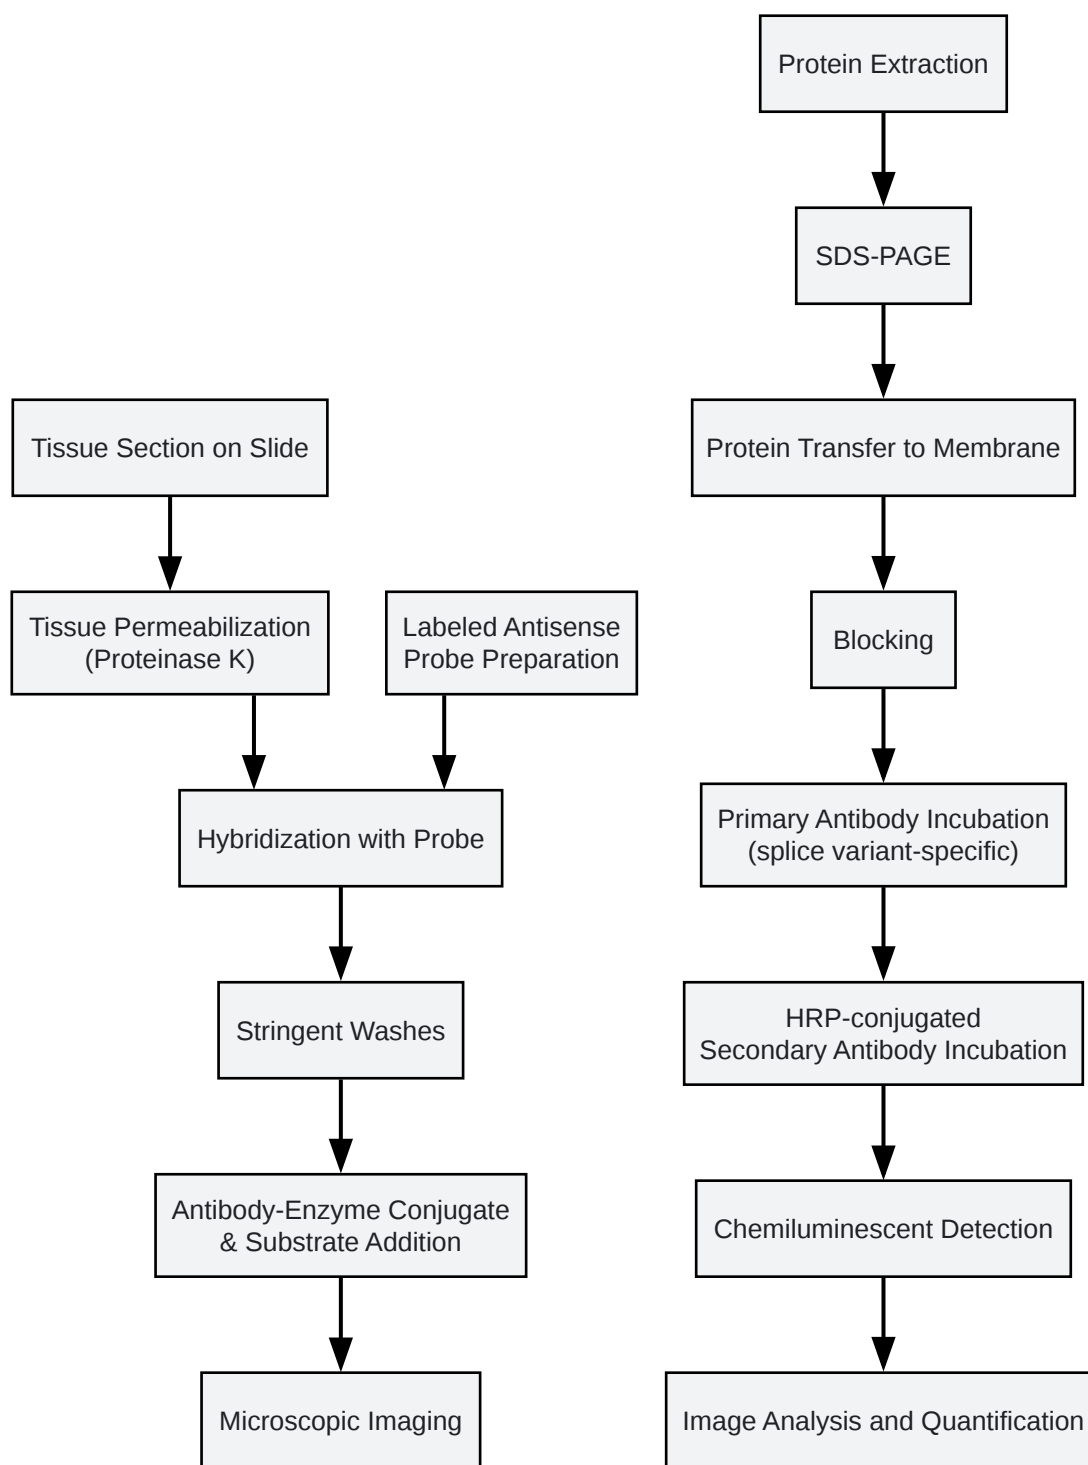 Protein Extraction
SDS-PAGE
Tissue Section on Slide
Protein Transfer to Membrane
Tissue Permeabilization
(Proteinase K)
Labeled Antisense
Probe Preparation
Blocking
Hybridization with Probe
Primary Antibody Incubation
(splice variant-specific)
Stringent Washes
HRP-conjugated
Secondary Antibody Incubation
Antibody-Enzyme Conjugate
& Substrate Addition
Chemiluminescent Detection
Microscopic Imaging
Image Analysis and Quantification